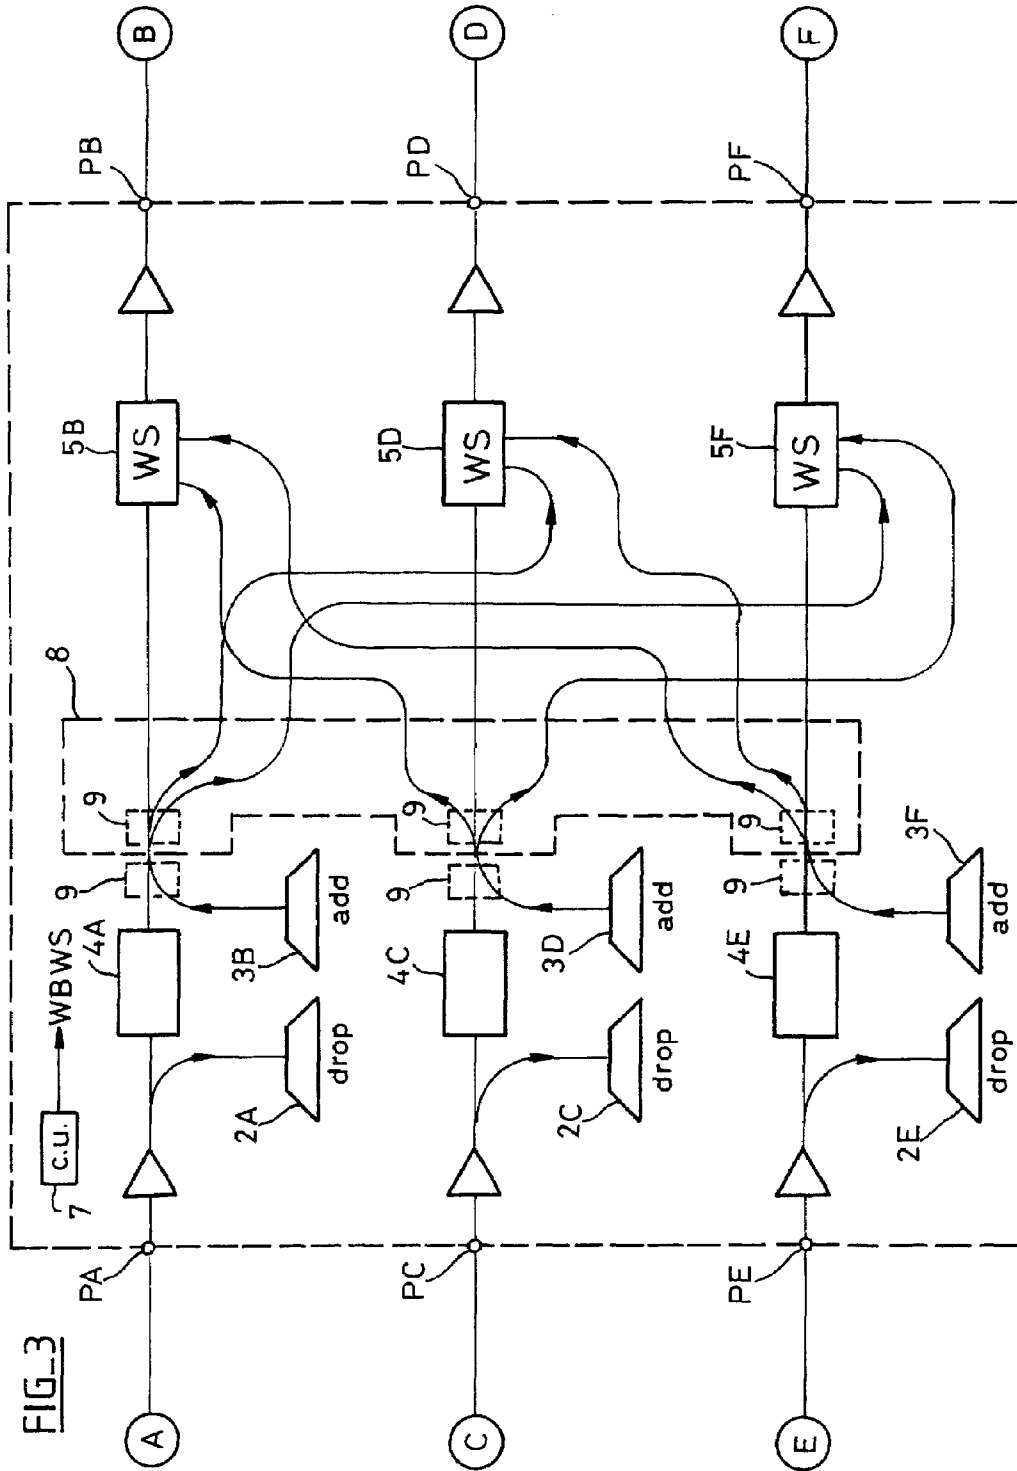 FIG_3
A
PA
7
c.u.
WBWS
4A
2A
drop
3B
add
9
9
8
5B
WS
PB
B
C
PC
4C
2C
drop
3D
add
9
9
5D
WS
PD
D
E
PE
4E
2E
drop
3F
add
9
9
5F
WS
PF
F